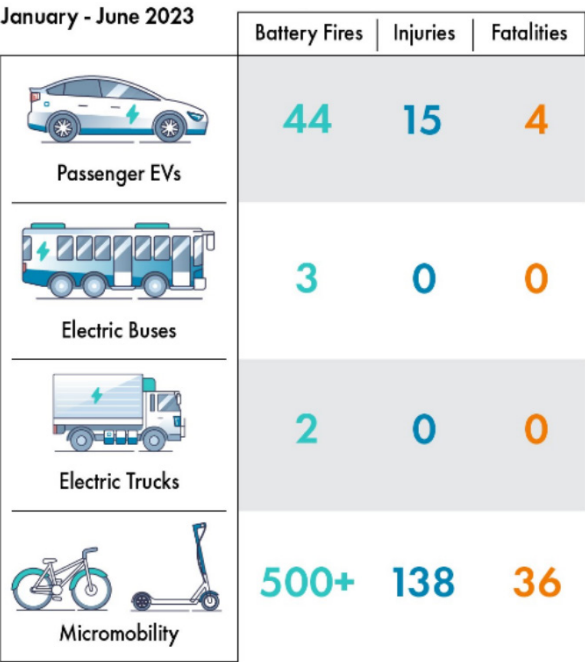 January - June 2023
Battery Fires Injuries Fatalities
Passenger EVs 44 15 4
Electric Buses 3 0 0
Electric Trucks 2 0 0
Micromobility 500+ 138 36